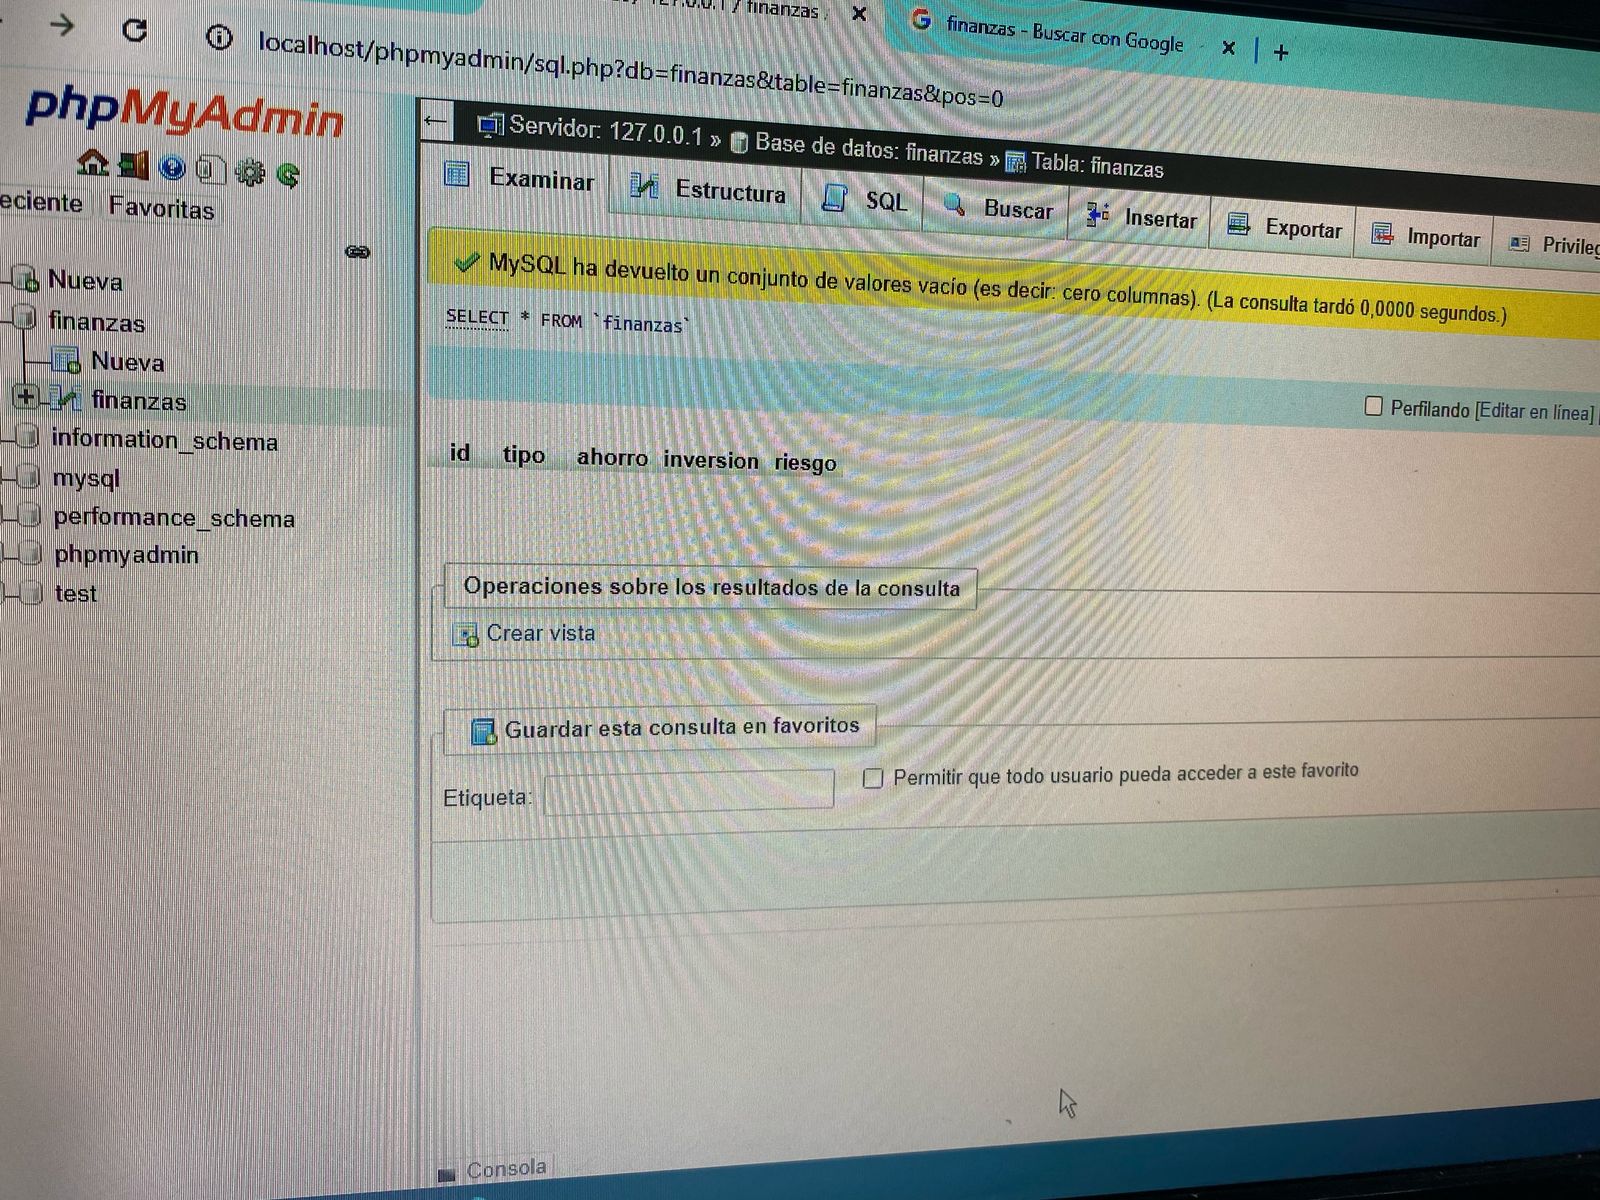 finanzas
finanzas - Buscar con Google
localhost/phpmyadmin/sql.php?db=finanzas&table=finanzas&pos=0
phpMyAdmin
eciente Favoritas
Nueva
finanzas
Nueva
finanzas
information_schema
mysql
performance_schema
phpmyadmin
test
Servidor: 127.0.0.1 » Base de datos: finanzas » Tabla: finanzas
Examinar Estructura SQL Buscar Insertar Exportar Importar Privileg
MySQL ha devuelto un conjunto de valores vacío (es decir: cero columnas). (La consulta tardó 0,0000 segundos.)
SELECT * FROM `finanzas`
Perfilando [Editar en línea]
id tipo ahorro inversion riesgo
Operaciones sobre los resultados de la consulta
Crear vista
Guardar esta consulta en favoritos
Etiqueta: Permitir que todo usuario pueda acceder a este favorito
Consola